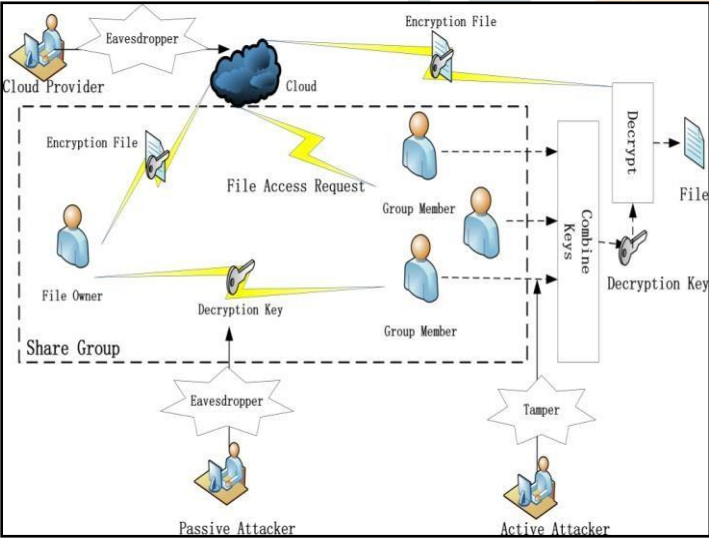 Encryption File
Eavesdropper
Cloud Provider
Cloud
Encryption File
Decrypt
File Access Request
Group Member
File
Combine
Keys
File Owner
Decryption Key
Decryption Key
Group Member
Share Group
Eavesdropper
Tamper
Passive Attacker
Active Attacker